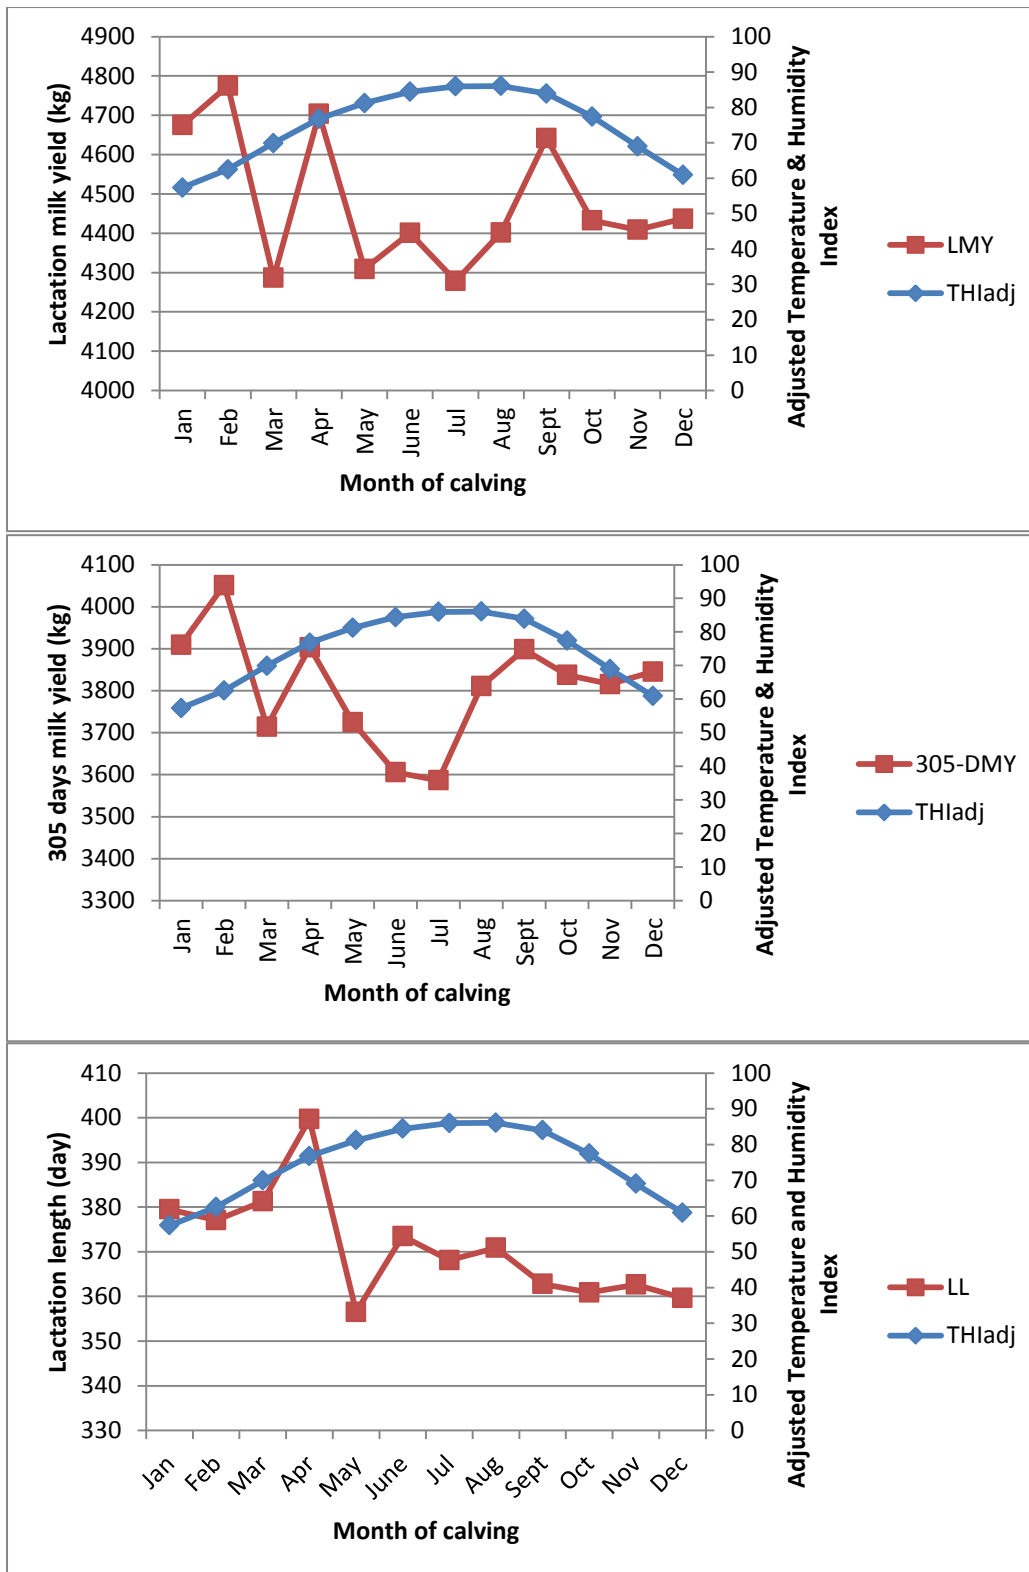 4900
4800
4700
4600
4500
4400
4300
4200
4100
4000
Lactation milk yield (kg)
100
90
80
70
60
50
40
30
20
10
0
Adjusted Temperature & Humidity
Index
LMY
THIadj
Jan
Feb
Mar
Apr
May
June
Jul
Aug
Sept
Oct
Nov
Dec
Month of calving
4100
4000
3900
3800
3700
3600
3500
3400
3300
305 days milk yield (kg)
100
90
80
70
60
50
40
30
20
10
0
Adjusted Temperature & Humidity
Index
305-DMY
THIadj
Jan
Feb
Mar
Apr
May
June
Jul
Aug
Sept
Oct
Nov
Dec
Month of calving
410
400
390
380
370
360
350
340
330
Lactation length (day)
100
90
80
70
60
50
40
30
20
10
0
Adjusted Temperature and Humidity
Index
LL
THIadj
Jan
Feb
Mar
Apr
May
June
Jul
Aug
Sept
Oct
Nov
Dec
Month of calving